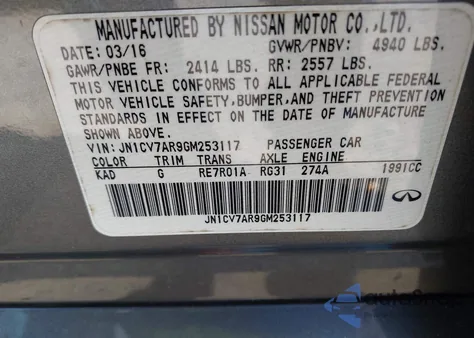 MANUFACTURED BY NISSAN MOTOR CO.,LTD.
DATE: 03/16 GVWR/PNBV: 4940 LBS.
GAWR/PNBE FR: 2414 LBS. RR: 2557 LBS.
THIS VEHICLE CONFORMS TO ALL APPLICABLE FEDERAL
MOTOR VEHICLE SAFETY,BUMPER,AND THEFT PREVENTION
STANDARDS IN EFFECT ON THE DATE OF MANUFACTURE
SHOWN ABOVE.
VIN: JN1CV7AR9GM253117 PASSENGER CAR
COLOR TRIM TRANS AXLE ENGINE
KAD G RE7R01A RG31 274A 1991CC
JN1CV7AR9GM253117